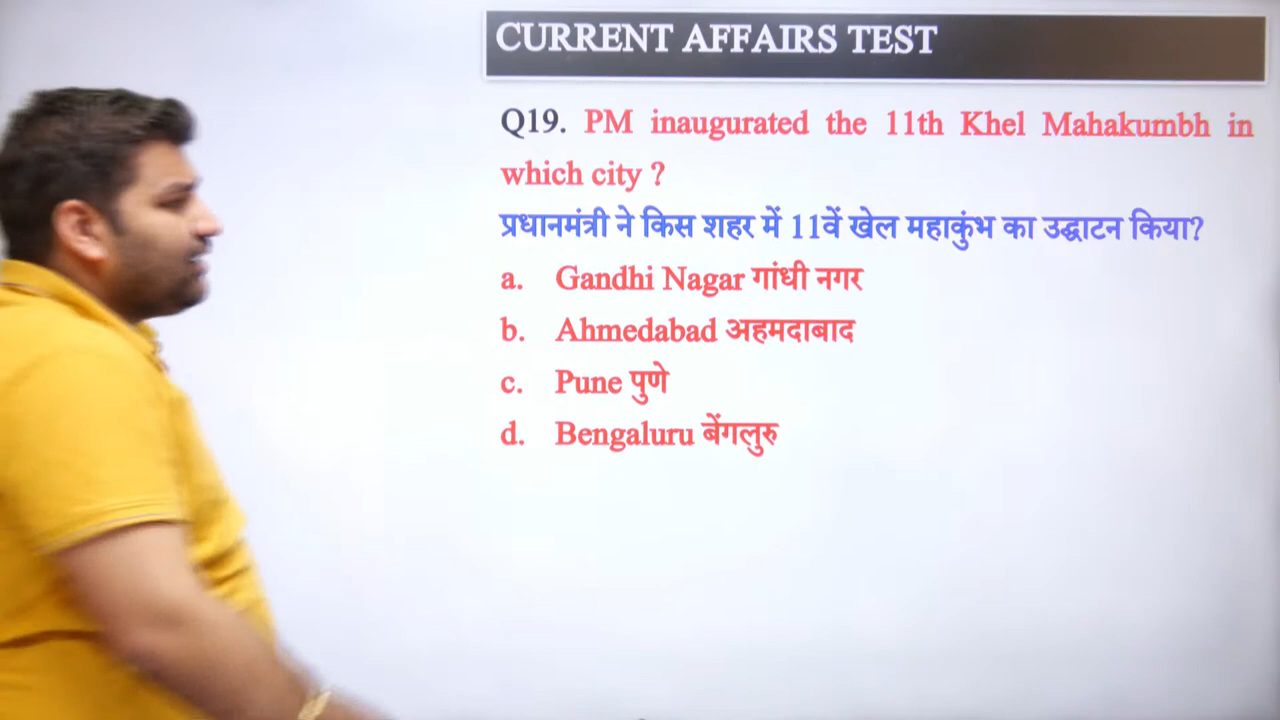 CURRENT AFFAIRS TEST
Q19. PM inaugurated the 11th Khel Mahakumbh in
which city ?
प्रधानमंत्री ने किस शहर में 11वें खेल महाकुंभ का उद्घाटन किया?
a. Gandhi Nagar गांधी नगर
b. Ahmedabad अहमदाबाद
c. Pune पुणे
d. Bengaluru बेंगलुरु